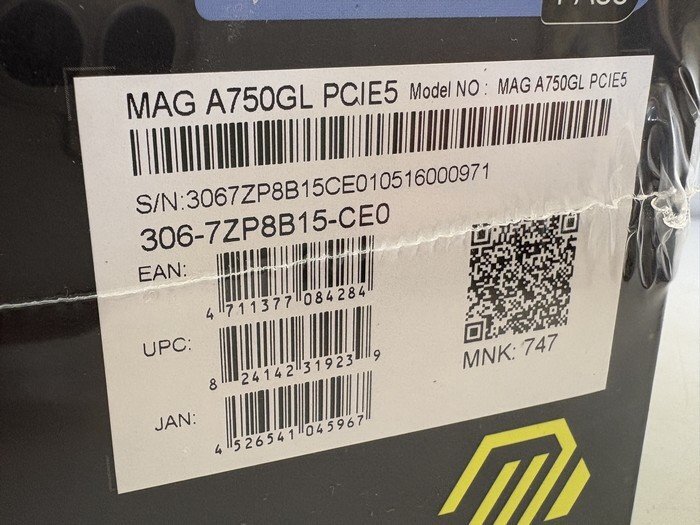 MAG A750GL PCIE5 Model NO : MAG A750GL PCIE5
S/N:3067ZP8B15CE010516000971
306-7ZP8B15-CE0
EAN:
4 711377 084284
UPC:
8 24142 31923 9
MNK: 747
JAN:
4 526541 045967